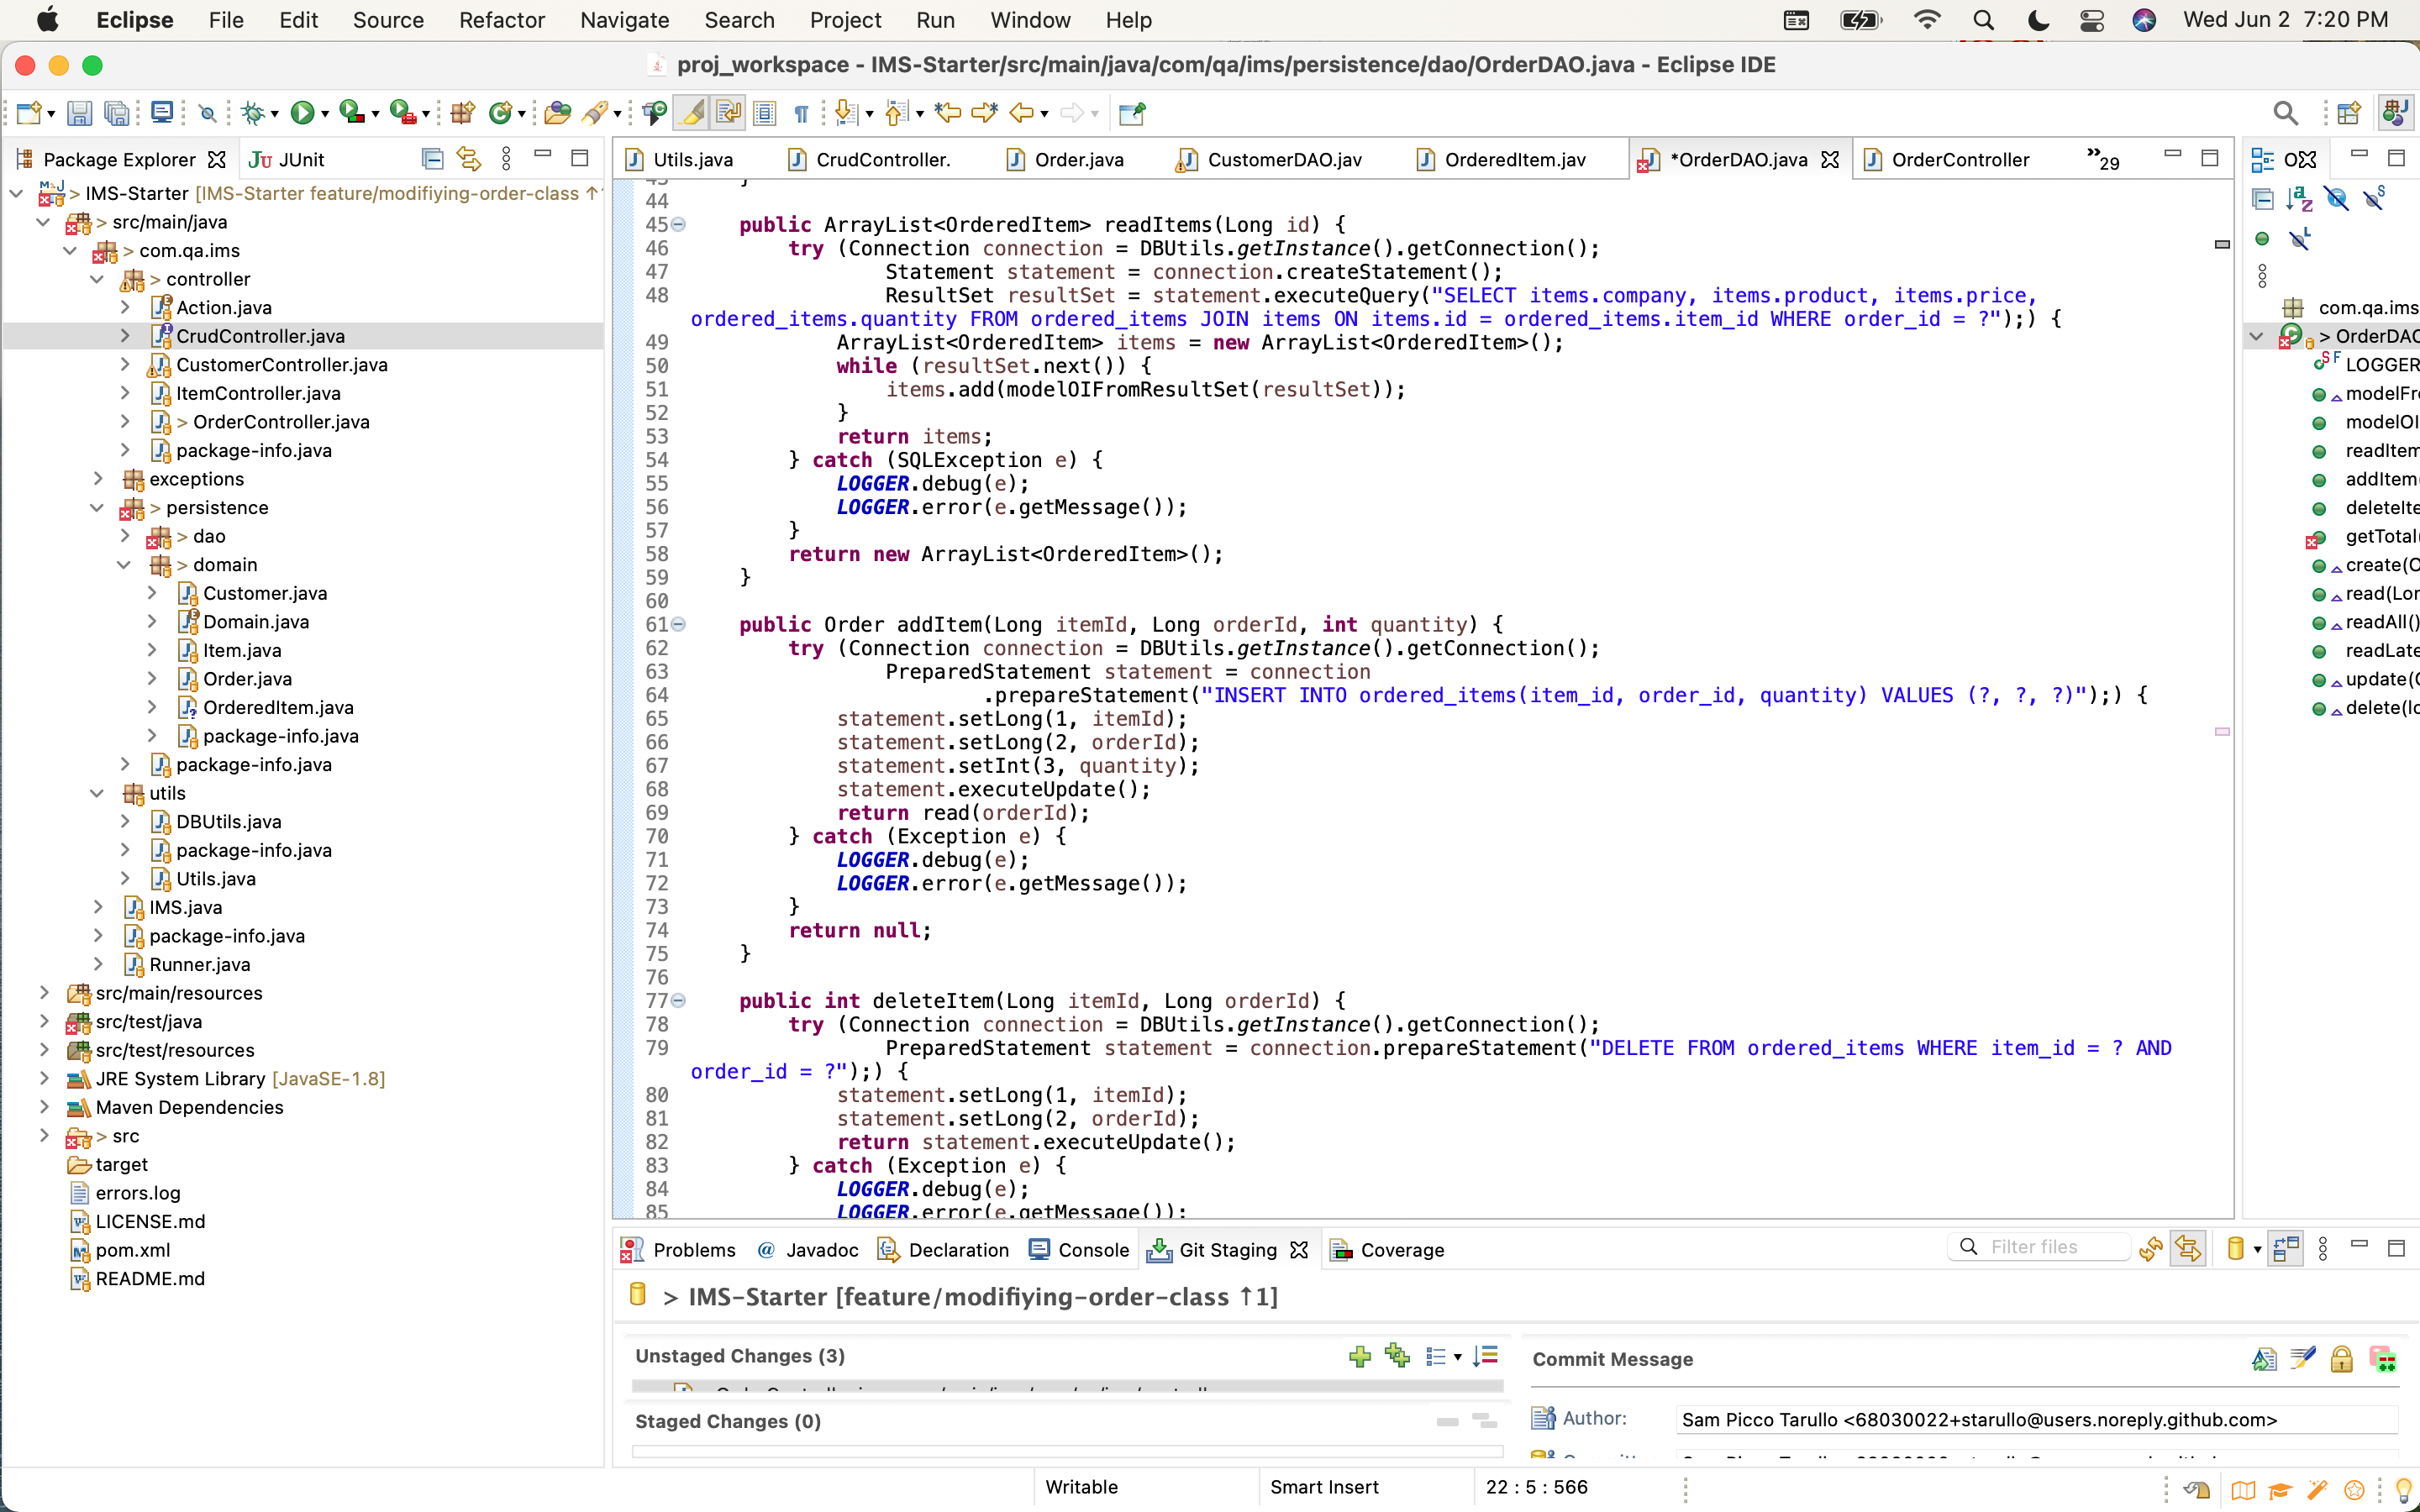 Eclipse File Edit Source Refactor Navigate Search Project Run Window Help Wed Jun 2 7:20 PM
proj_workspace - IMS-Starter/src/main/java/com/qa/ims/persistence/dao/OrderDAO.java - Eclipse IDE
Package Explorer JUnit
> IMS-Starter [IMS-Starter feature/modifiying-order-class ↑
> src/main/java
> com.qa.ims
> controller
Action.java
CrudController.java
CustomerController.java
ItemController.java
> OrderController.java
package-info.java
exceptions
> persistence
> dao
> domain
Customer.java
Domain.java
Item.java
Order.java
OrderedItem.java
package-info.java
package-info.java
utils
DBUtils.java
package-info.java
Utils.java
IMS.java
package-info.java
Runner.java
src/main/resources
src/test/java
src/test/resources
JRE System Library [JavaSE-1.8]
Maven Dependencies
> src
target
errors.log
LICENSE.md
pom.xml
README.md
Utils.java CrudController. Order.java CustomerDAO.jav OrderedItem.jav *OrderDAO.java OrderController »29
44
45 public ArrayList<OrderedItem> readItems(Long id) {
46 try (Connection connection = DBUtils.getInstance().getConnection();
47 Statement statement = connection.createStatement();
48 ResultSet resultSet = statement.executeQuery("SELECT items.company, items.product, items.price,
ordered_items.quantity FROM ordered_items JOIN items ON items.id = ordered_items.item_id WHERE order_id = ?");) {
49 ArrayList<OrderedItem> items = new ArrayList<OrderedItem>();
50 while (resultSet.next()) {
51 items.add(modelOIFromResultSet(resultSet));
52 }
53 return items;
54 } catch (SQLException e) {
55 LOGGER.debug(e);
56 LOGGER.error(e.getMessage());
57 }
58 return new ArrayList<OrderedItem>();
59 }
60
61 public Order addItem(Long itemId, Long orderId, int quantity) {
62 try (Connection connection = DBUtils.getInstance().getConnection();
63 PreparedStatement statement = connection
64 .prepareStatement("INSERT INTO ordered_items(item_id, order_id, quantity) VALUES (?, ?, ?)");) {
65 statement.setLong(1, itemId);
66 statement.setLong(2, orderId);
67 statement.setInt(3, quantity);
68 statement.executeUpdate();
69 return read(orderId);
70 } catch (Exception e) {
71 LOGGER.debug(e);
72 LOGGER.error(e.getMessage());
73 }
74 return null;
75 }
76
77 public int deleteItem(Long itemId, Long orderId) {
78 try (Connection connection = DBUtils.getInstance().getConnection();
79 PreparedStatement statement = connection.prepareStatement("DELETE FROM ordered_items WHERE item_id = ? AND
order_id = ?");) {
80 statement.setLong(1, itemId);
81 statement.setLong(2, orderId);
82 return statement.executeUpdate();
83 } catch (Exception e) {
84 LOGGER.debug(e);
85 LOGGER.error(e.getMessage());
com.qa.ims
> OrderDAO
LOGGER
modelFr
modelOI
readItem
addItem(
deleteIte
getTotal(
create(O
read(Lor
readAll()
readLate
update(O
delete(lo
Problems Javadoc Declaration Console Git Staging Coverage Filter files
> IMS-Starter [feature/modifiying-order-class ↑1]
Unstaged Changes (3)
Staged Changes (0)
Commit Message
Author: Sam Picco Tarullo <68030022+starullo@users.noreply.github.com>
Writable Smart Insert 22 : 5 : 566